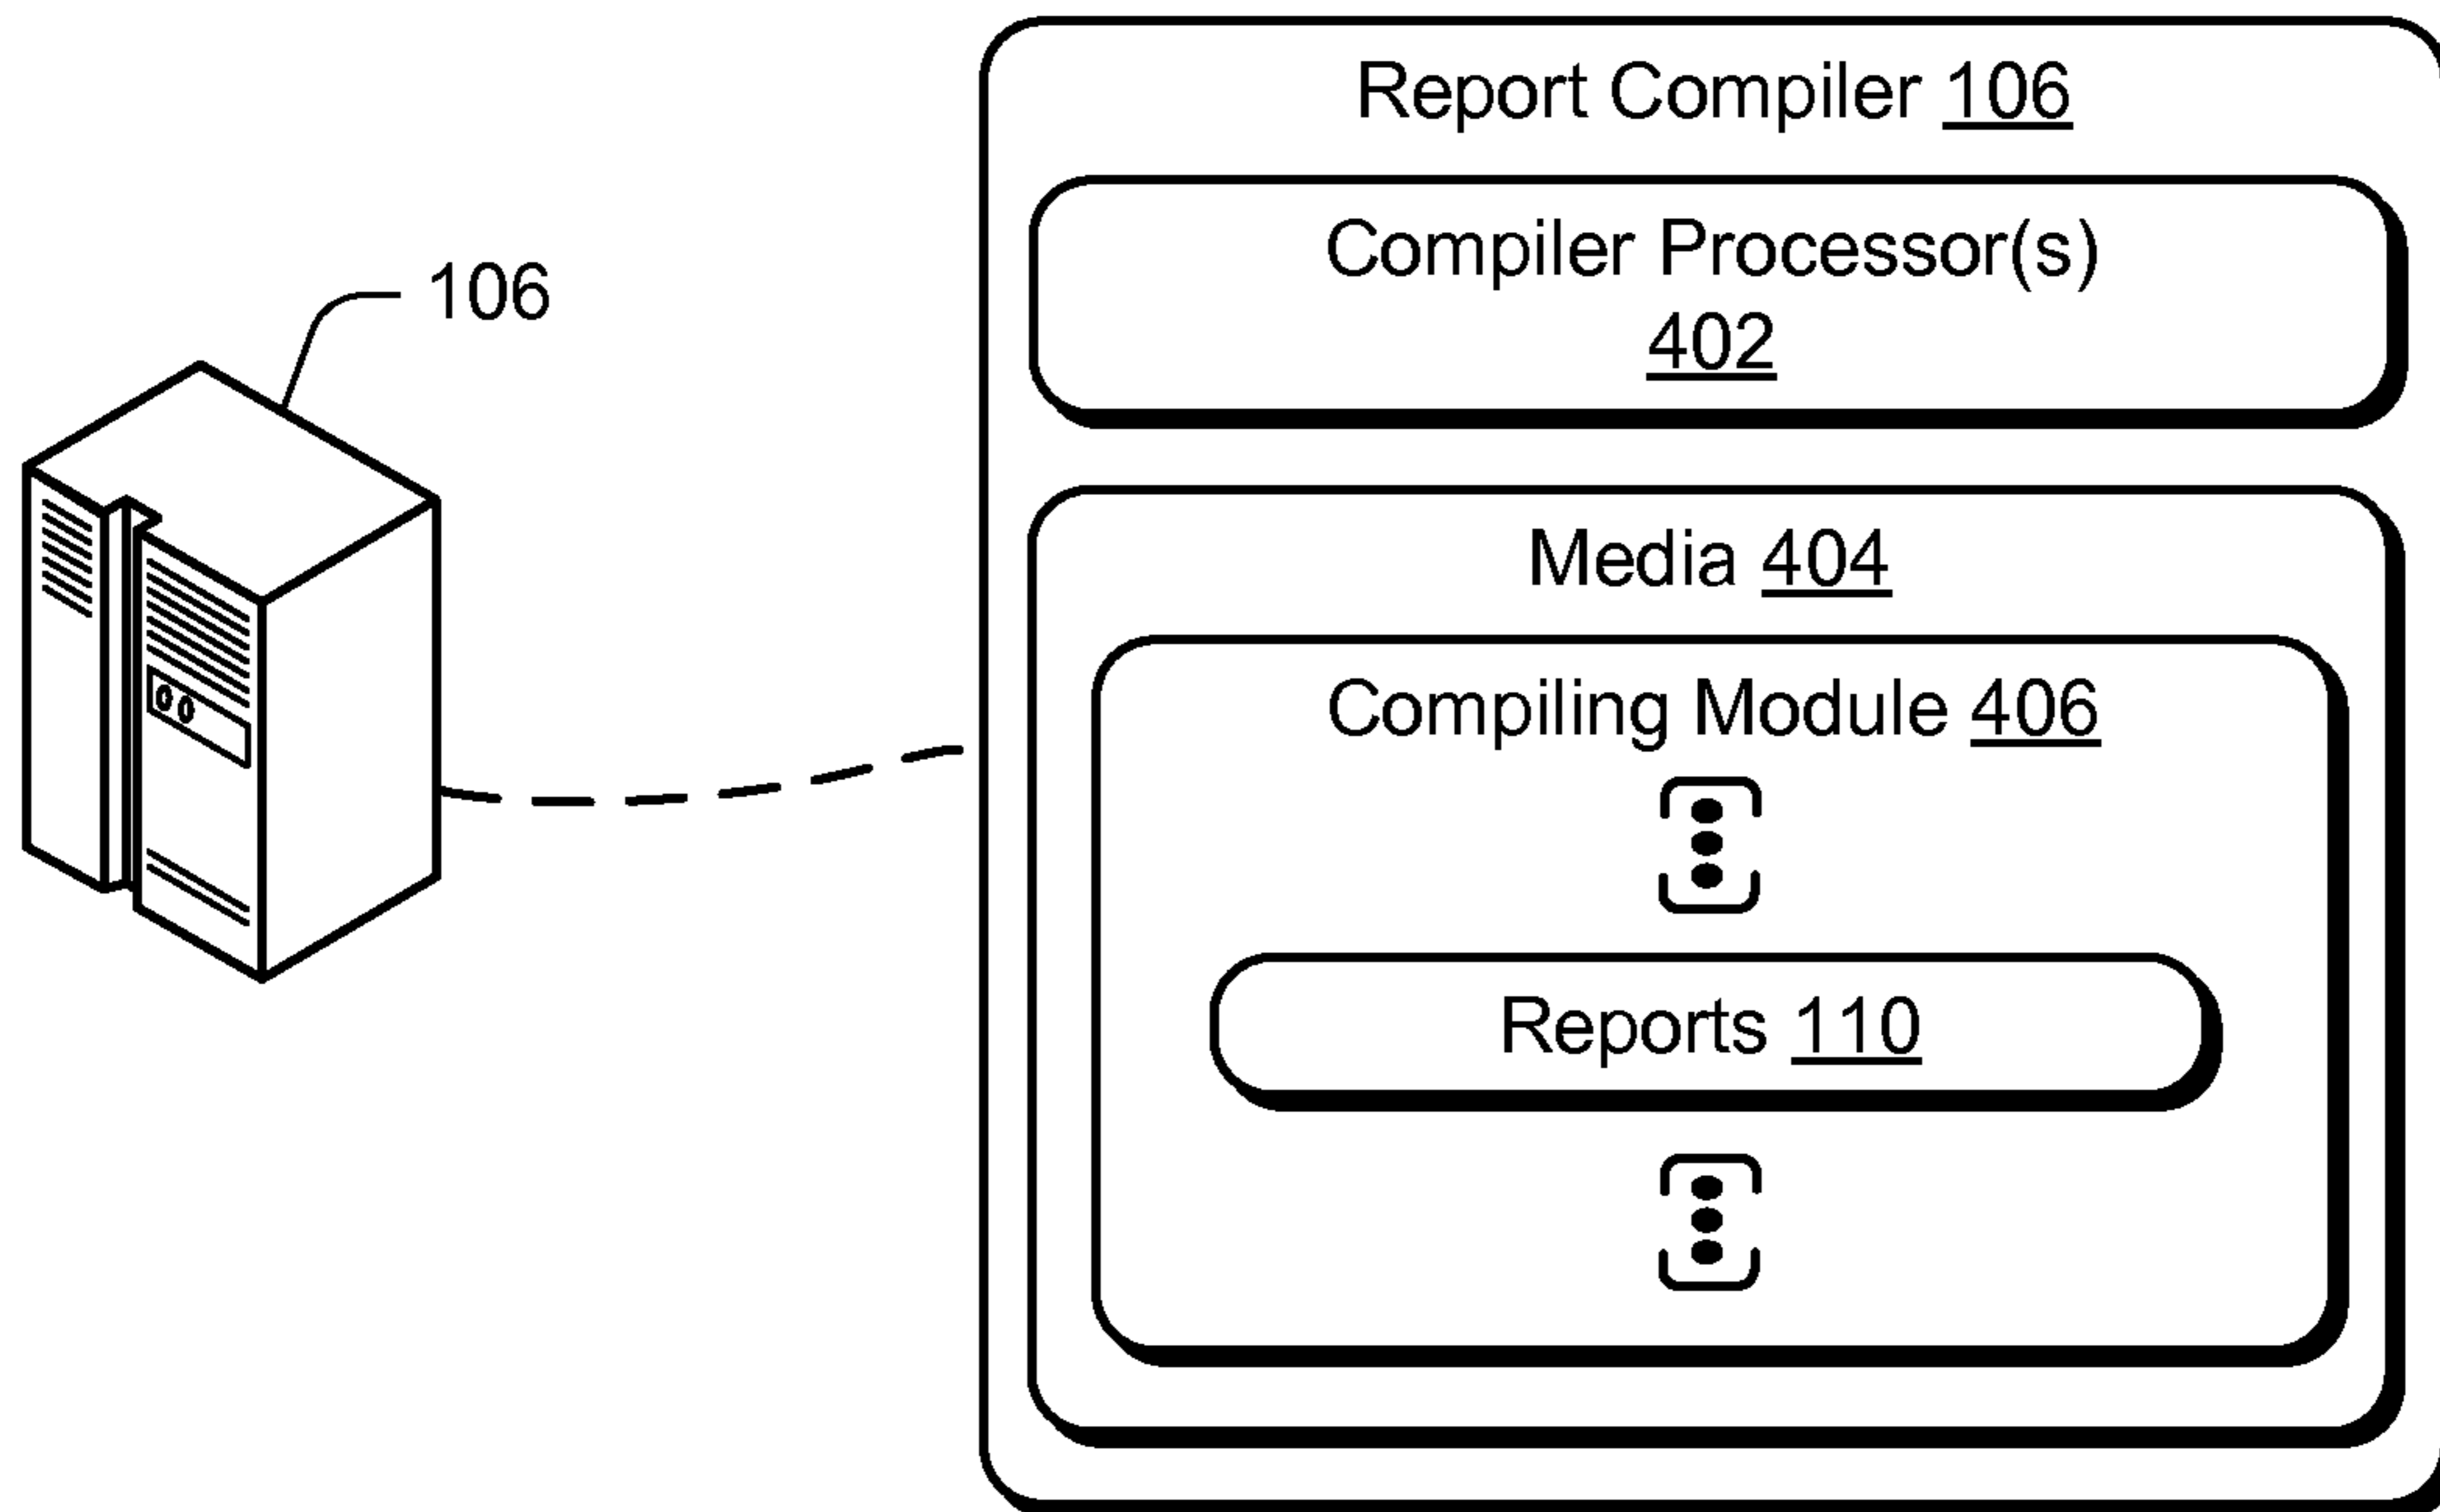 Report Compiler 106
Compiler Processor(s)
402
106
Media 404
Compiling Module 406
Reports 110